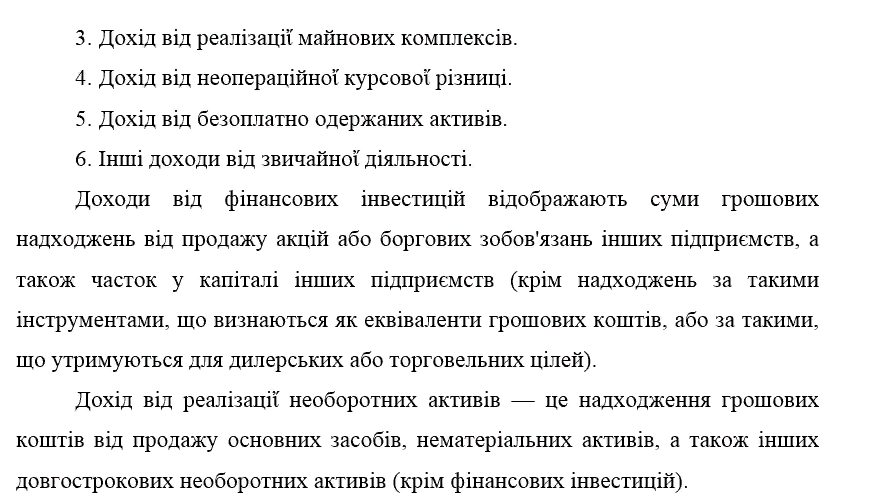 3. Дохід від реалізації майнових комплексів.
4. Дохід від неопераційної курсової різниці.
5. Дохід від безоплатно одержаних активів.
6. Інші доходи від звичайної діяльності.
Доходи від фінансових інвестицій відображають суми грошових
надходжень від продажу акцій або боргових зобов'язань інших підприємств, а
також часток у капіталі інших підприємств (крім надходжень за такими
інструментами, що визнаються як еквіваленти грошових коштів, або за такими,
що утримуються для дилерських або торговельних цілей).
Дохід від реалізації необоротних активів — це надходження грошових
коштів від продажу основних засобів, нематеріальних активів, а також інших
довгострокових необоротних активів (крім фінансових інвестицій).